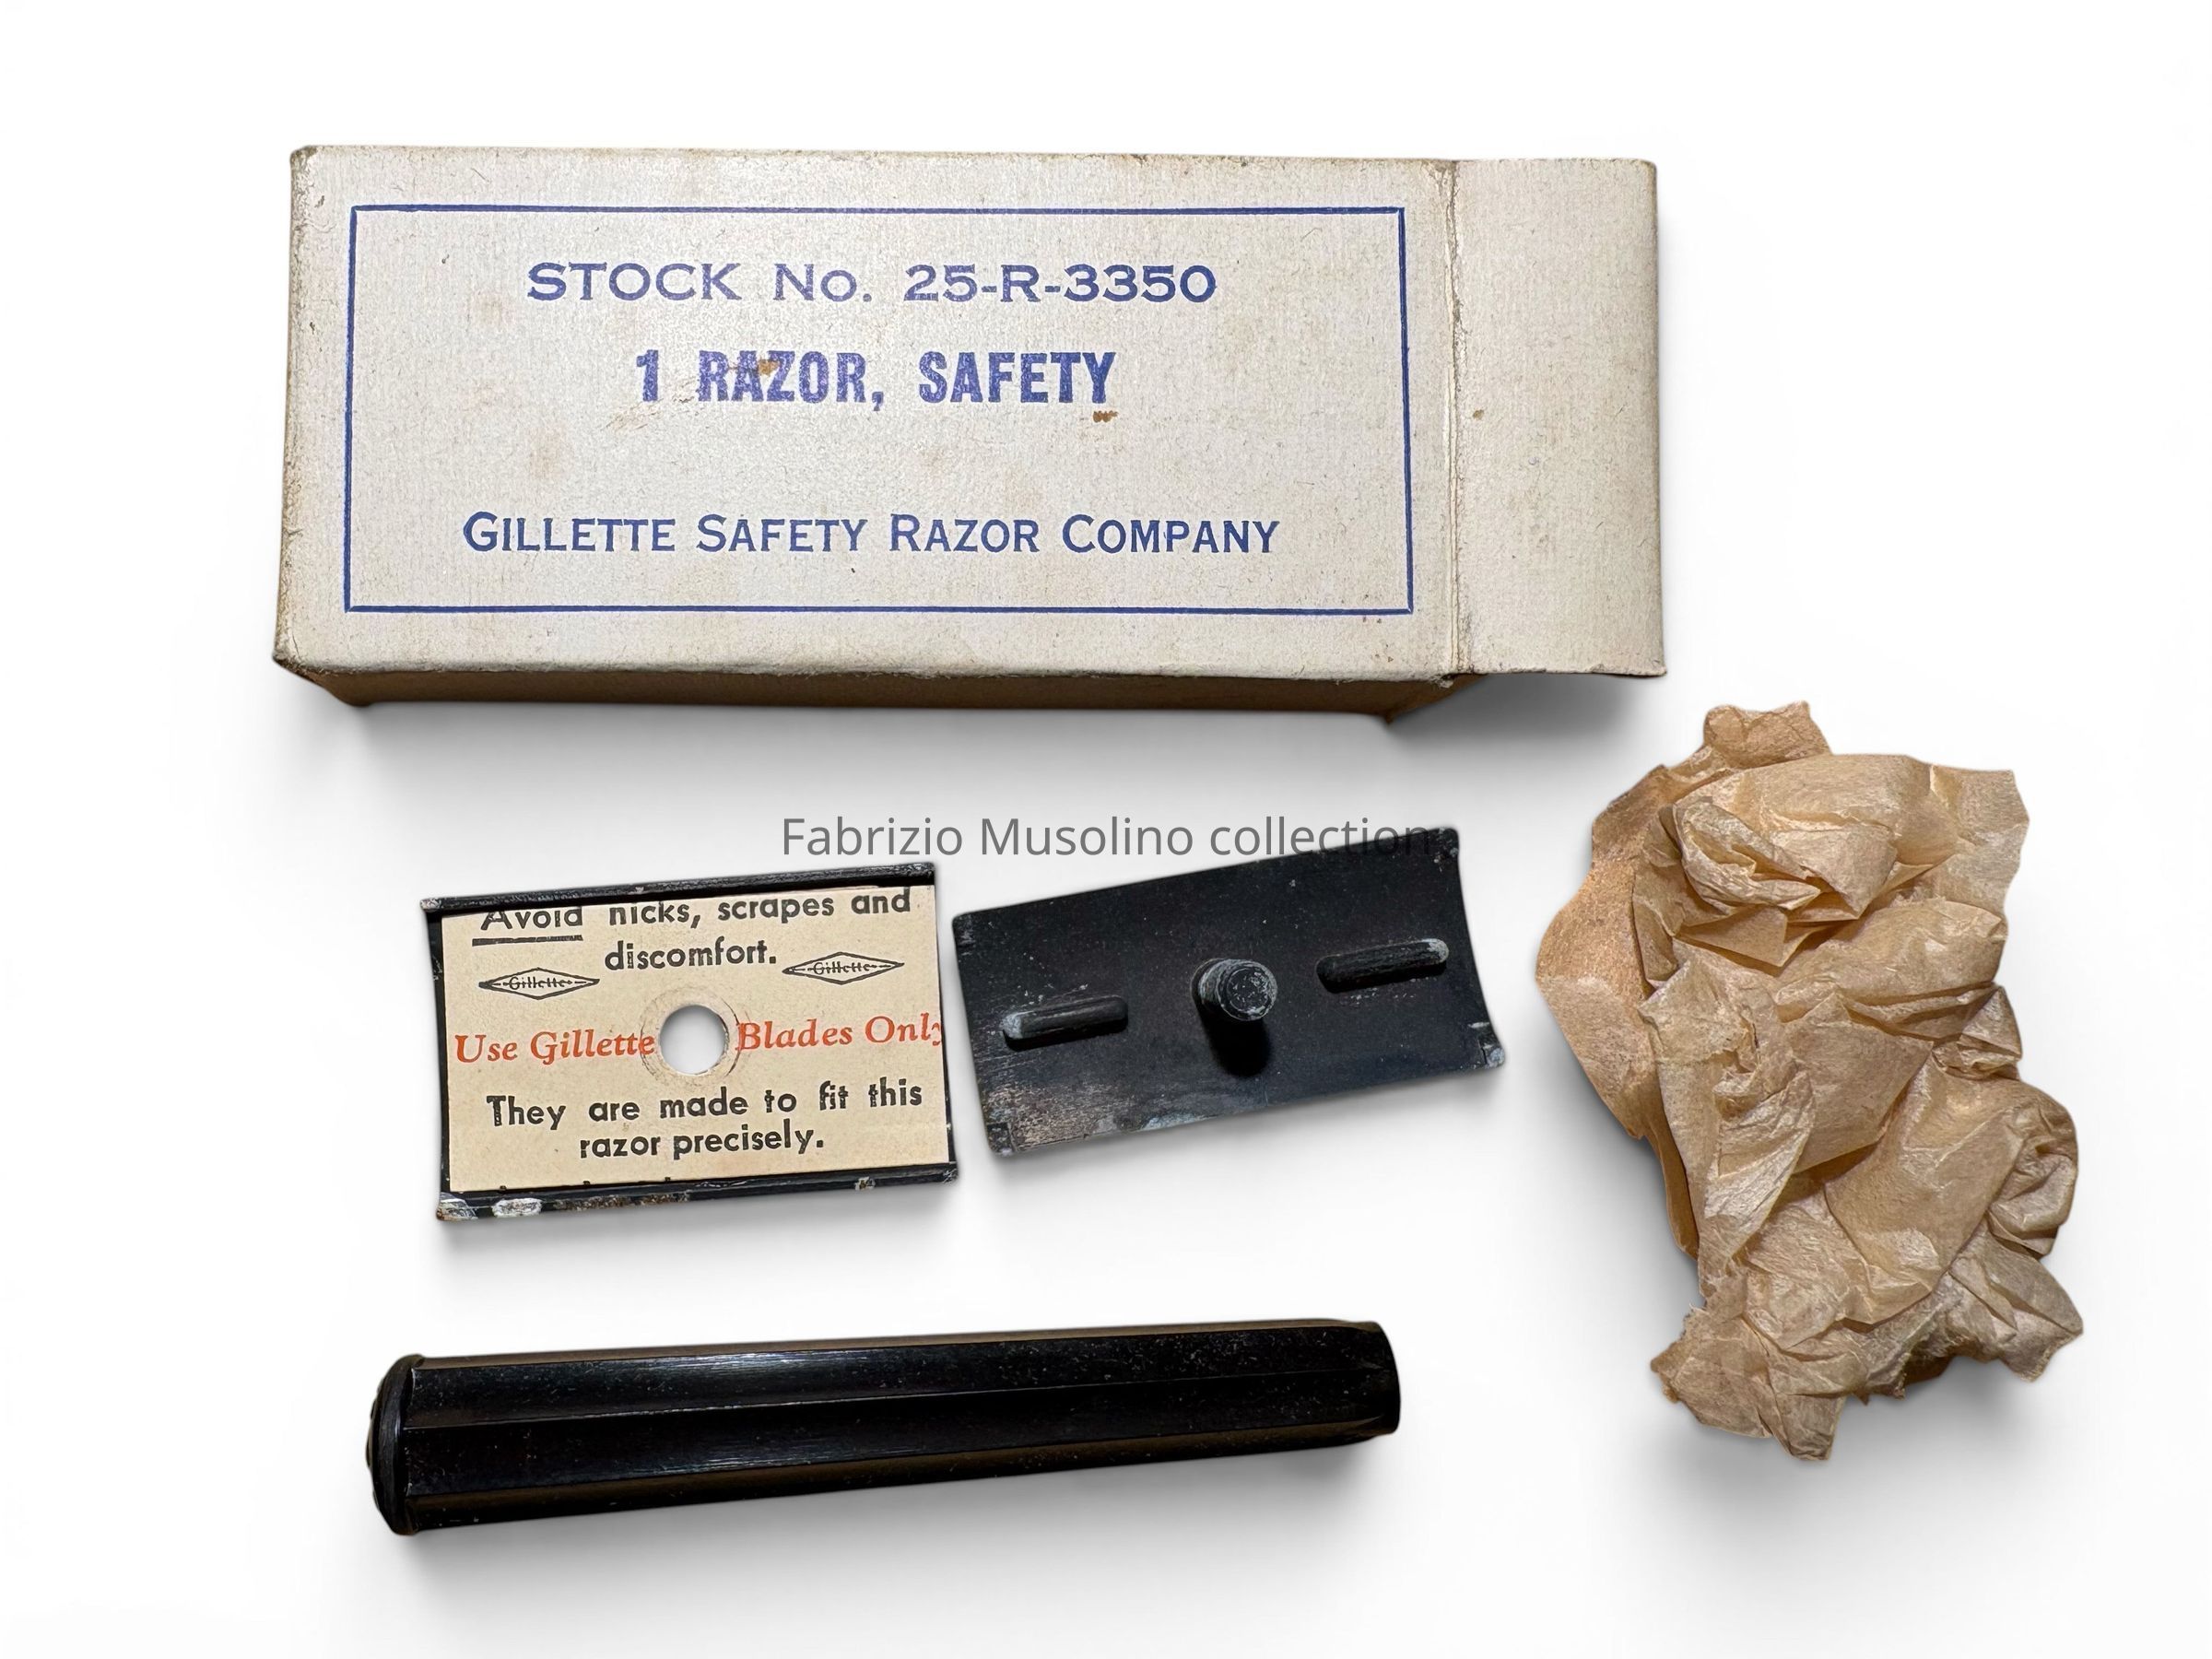 STOCK No. 25-R-3350
1 RAZOR, SAFETY
GILLETTE SAFETY RAZOR COMPANY
Fabrizio Musolino collection
Avoid nicks, scrapes and
discomfort.
Gillette Gillette
Use Gillette Blades Only
They are made to fit this
razor precisely.